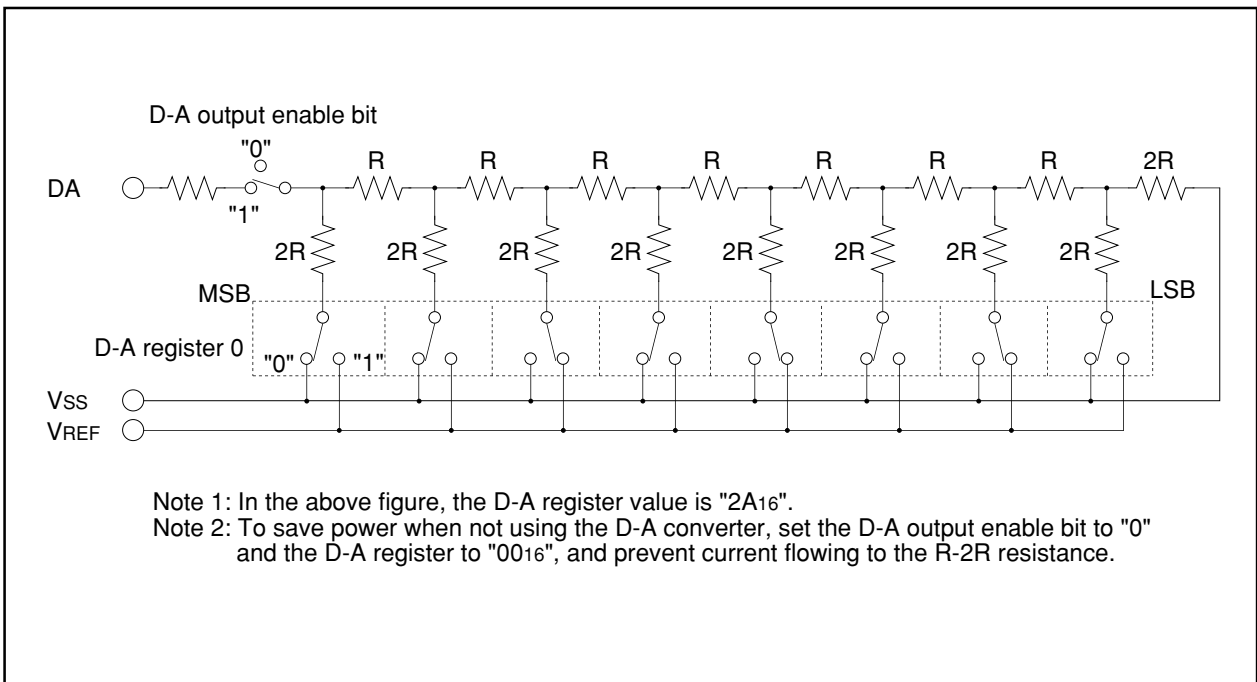 D-A output enable bit
"0"
R R R R R R R 2R
DA
"1"
2R 2R 2R 2R 2R 2R 2R 2R
MSB LSB
D-A register 0 "0" "1"
VSS
VREF
Note 1: In the above figure, the D-A register value is "2A16".
Note 2: To save power when not using the D-A converter, set the D-A output enable bit to "0"
and the D-A register to "0016", and prevent current flowing to the R-2R resistance.